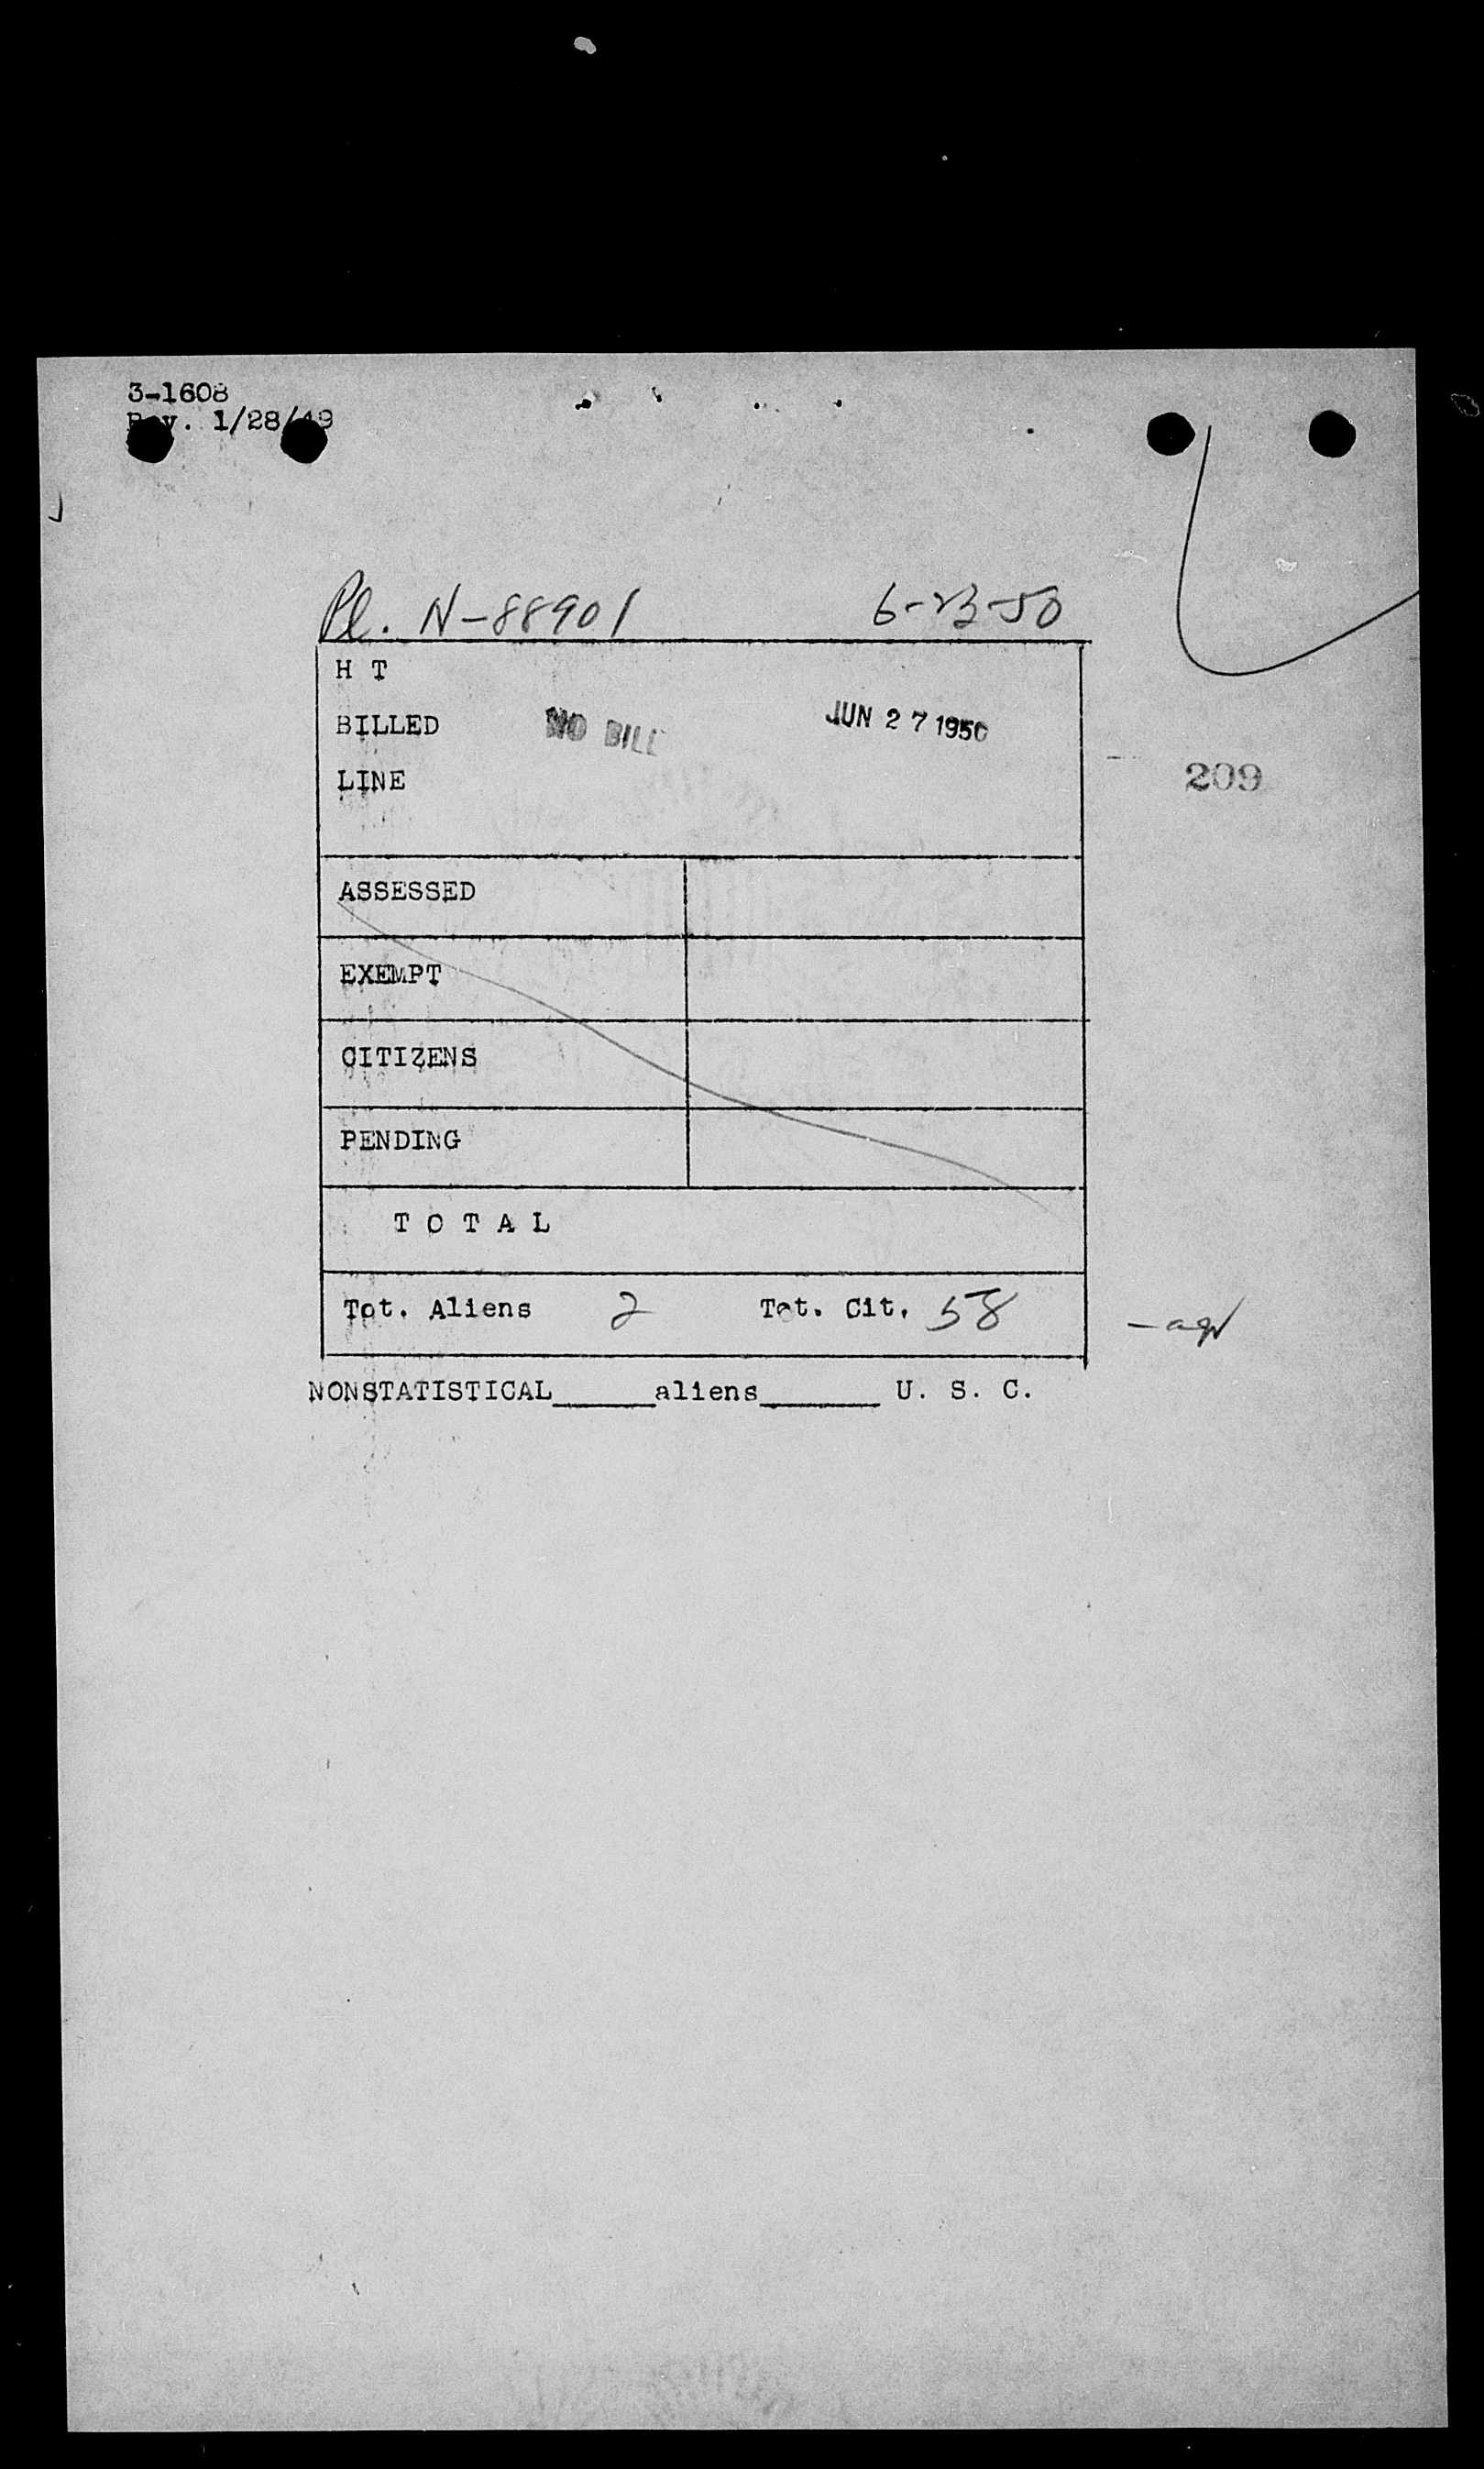 3-1608
Rev. 1/28/49
Pl. N-88901 6-23-50
H T
BILLED NO BILL JUN 27 1950
LINE
209
ASSESSED
EXEMPT
CITIZENS
PENDING
TOTAL
Tot. Aliens 2 Tot. Cit. 58
NONSTATISTICAL______aliens_______ U. S. C.